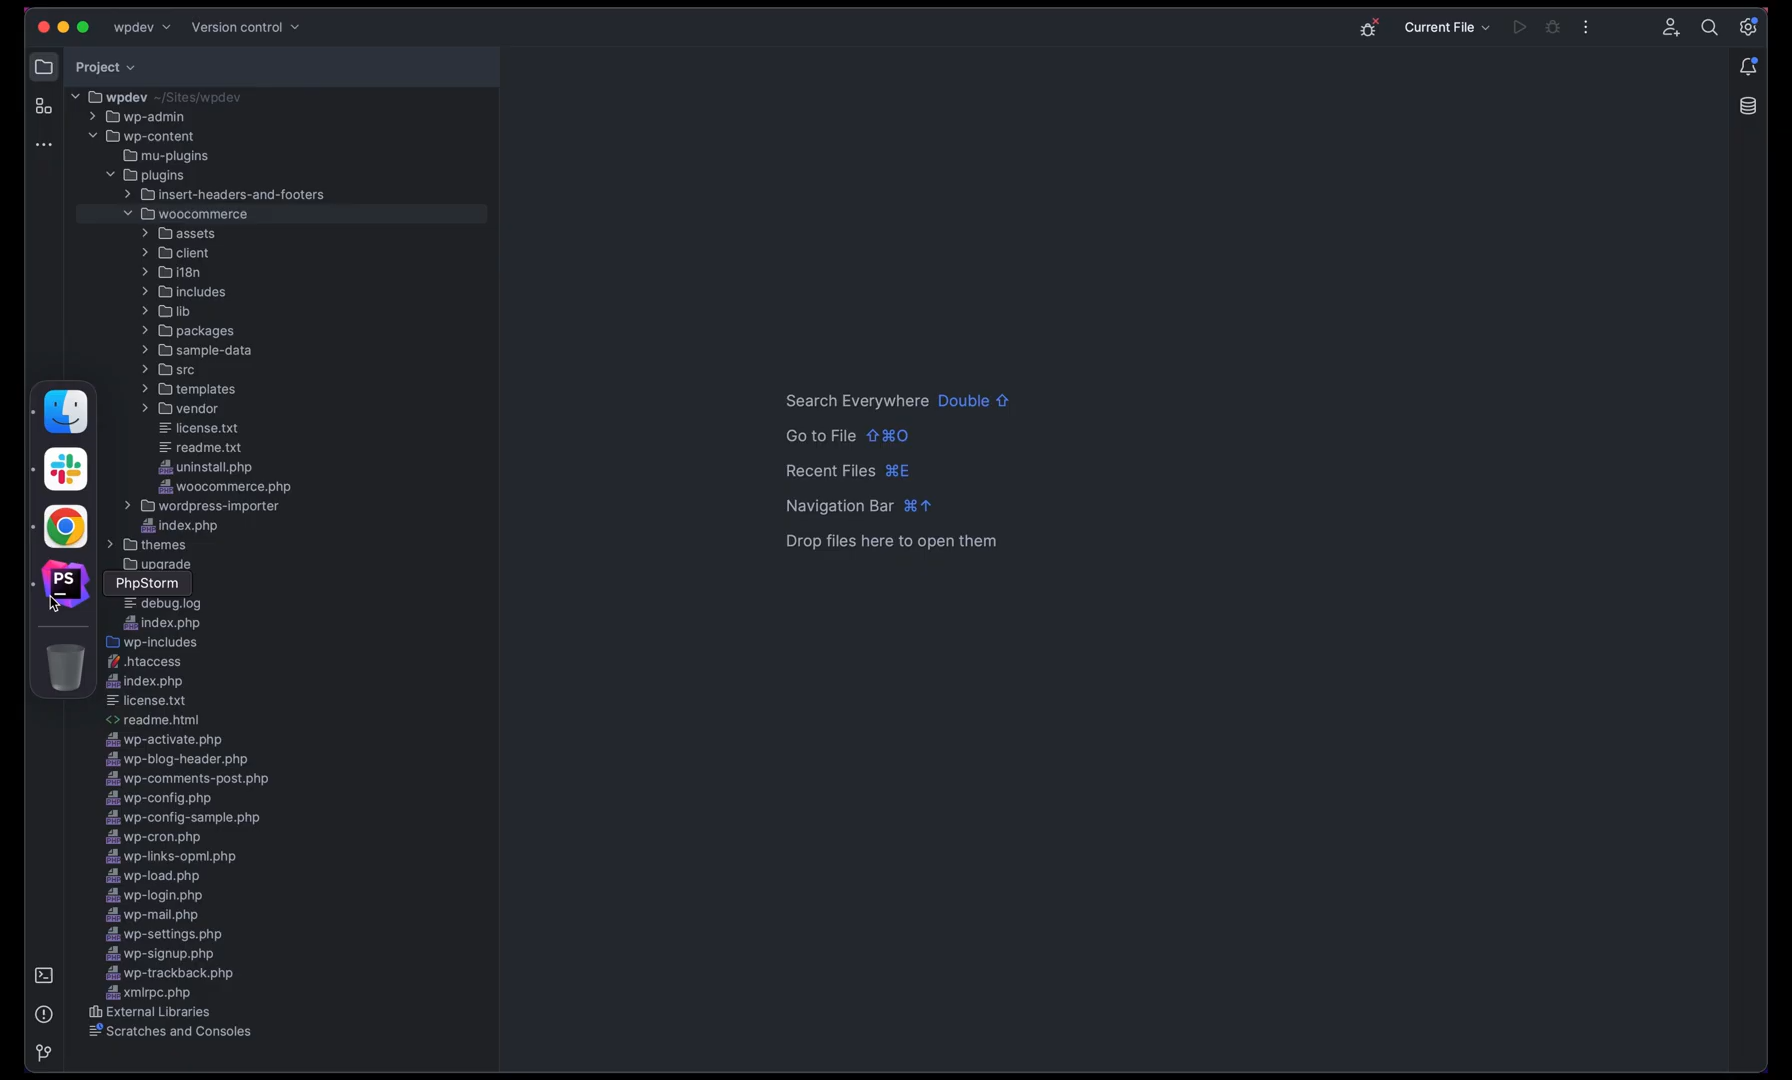 wpdev
Version control
Current File
Project
wpdev ~/Sites/wpdev
wp-admin
wp-content
mu-plugins
plugins
insert-headers-and-footers
woocommerce
assets
client
i18n
includes
lib
packages
sample-data
src
templates
vendor
license.txt
readme.txt
uninstall.php
woocommerce.php
wordpress-importer
index.php
themes
upgrade
PS
PhpStorm
debug.log
index.php
wp-includes
.htaccess
index.php
license.txt
readme.html
wp-activate.php
wp-blog-header.php
wp-comments-post.php
wp-config.php
wp-config-sample.php
wp-cron.php
wp-links-opml.php
wp-load.php
wp-login.php
wp-mail.php
wp-settings.php
wp-signup.php
wp-trackback.php
xmlrpc.php
External Libraries
Scratches and Consoles
Search Everywhere Double ⇧
Go to File ⇧⌘O
Recent Files ⌘E
Navigation Bar ⌘↑
Drop files here to open them